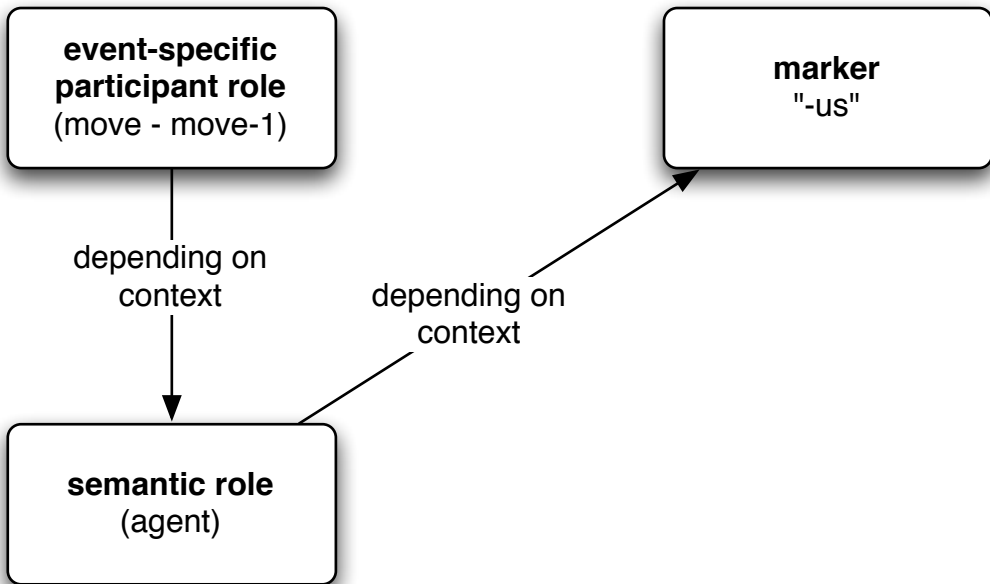 event-specific
participant role
(move - move-1)
marker
"-us"
depending on
context
depending on
context
semantic role
(agent)